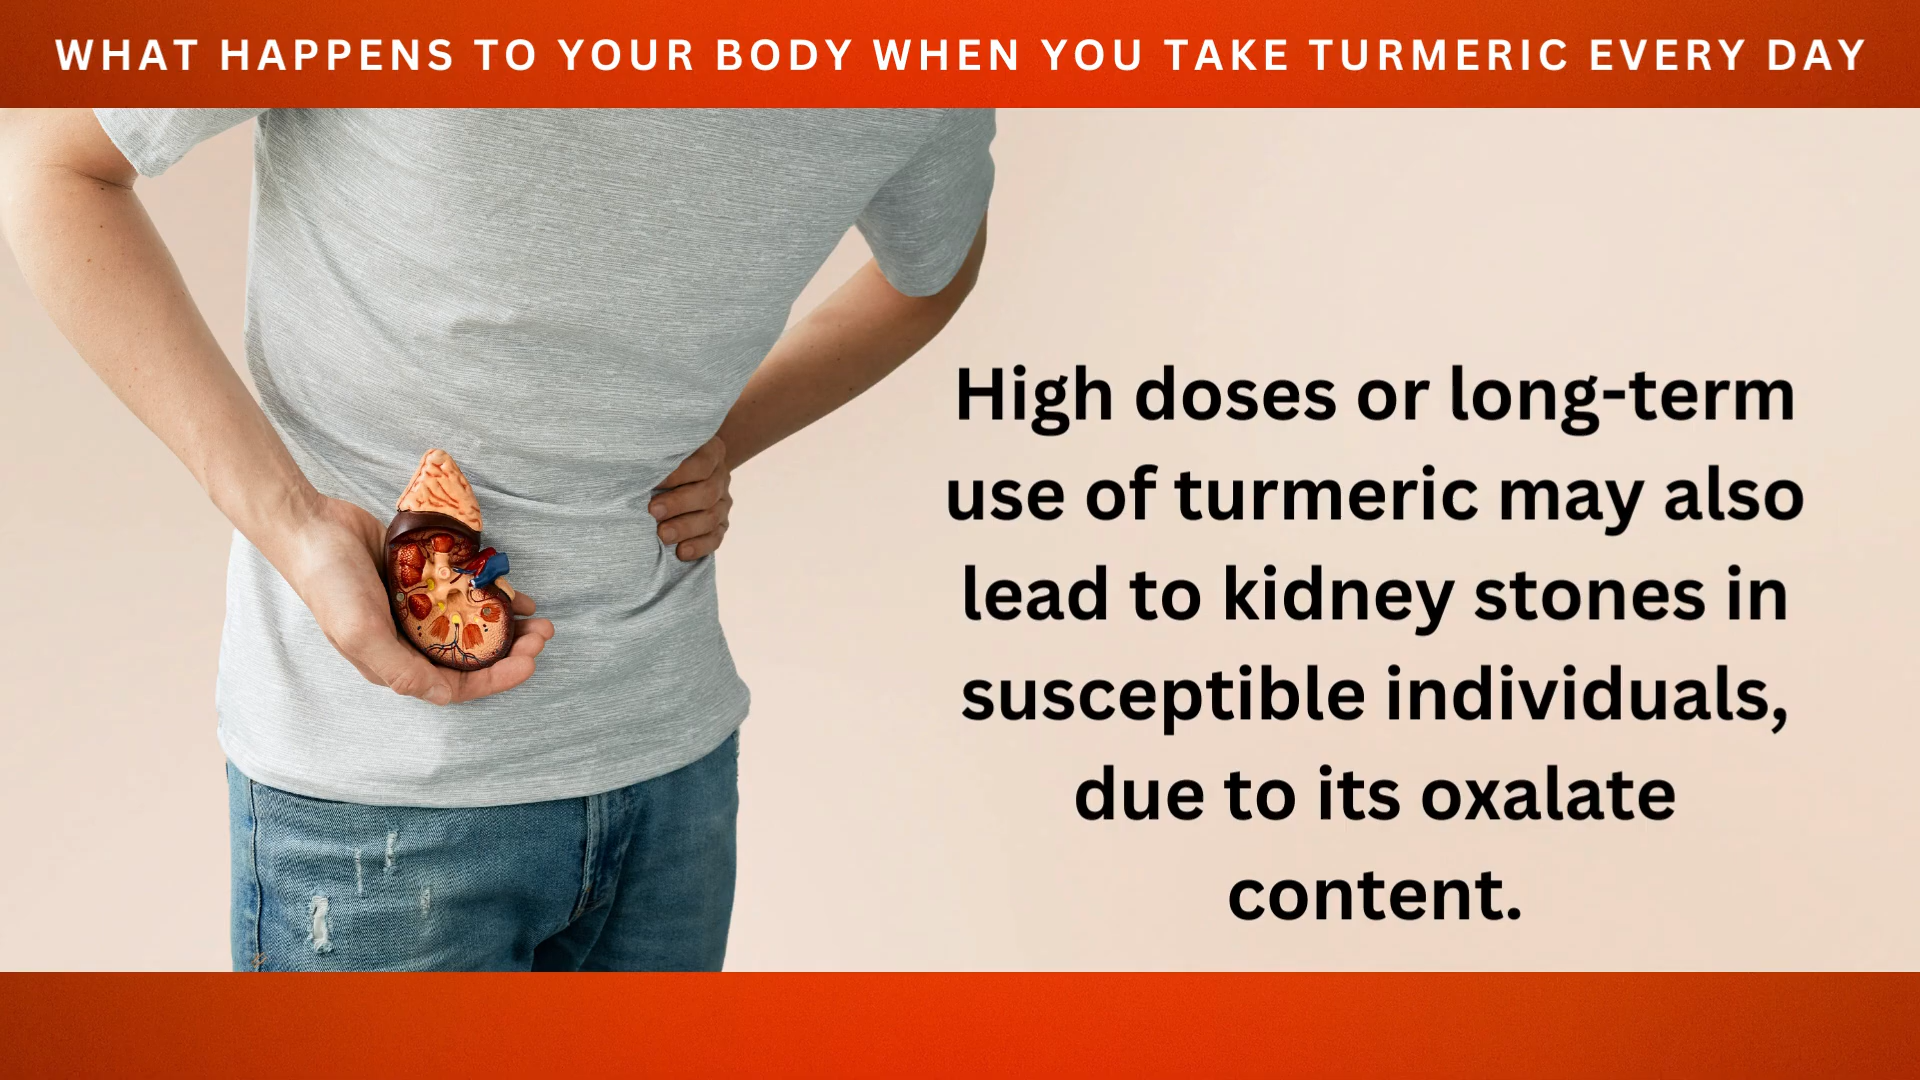 WHAT HAPPENS TO YOUR BODY WHEN YOU TAKE TURMERIC EVERY DAY
High doses or long-term
use of turmeric may also
lead to kidney stones in
susceptible individuals,
due to its oxalate
content.